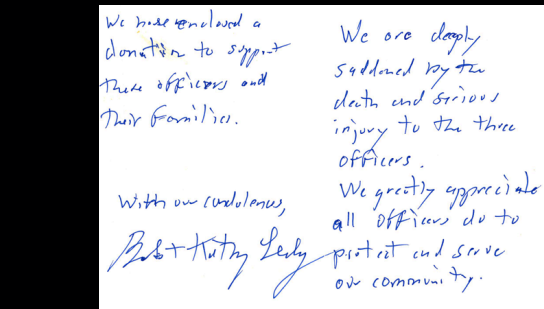 We have enclosed a
donation to support
these officers and
their families.
With our condolences,
Bob + Kathy
We are deeply
saddened by the
death and serious
injury to the three
officers.
We greatly appreciate
all officers do to
protect and serve
our community.